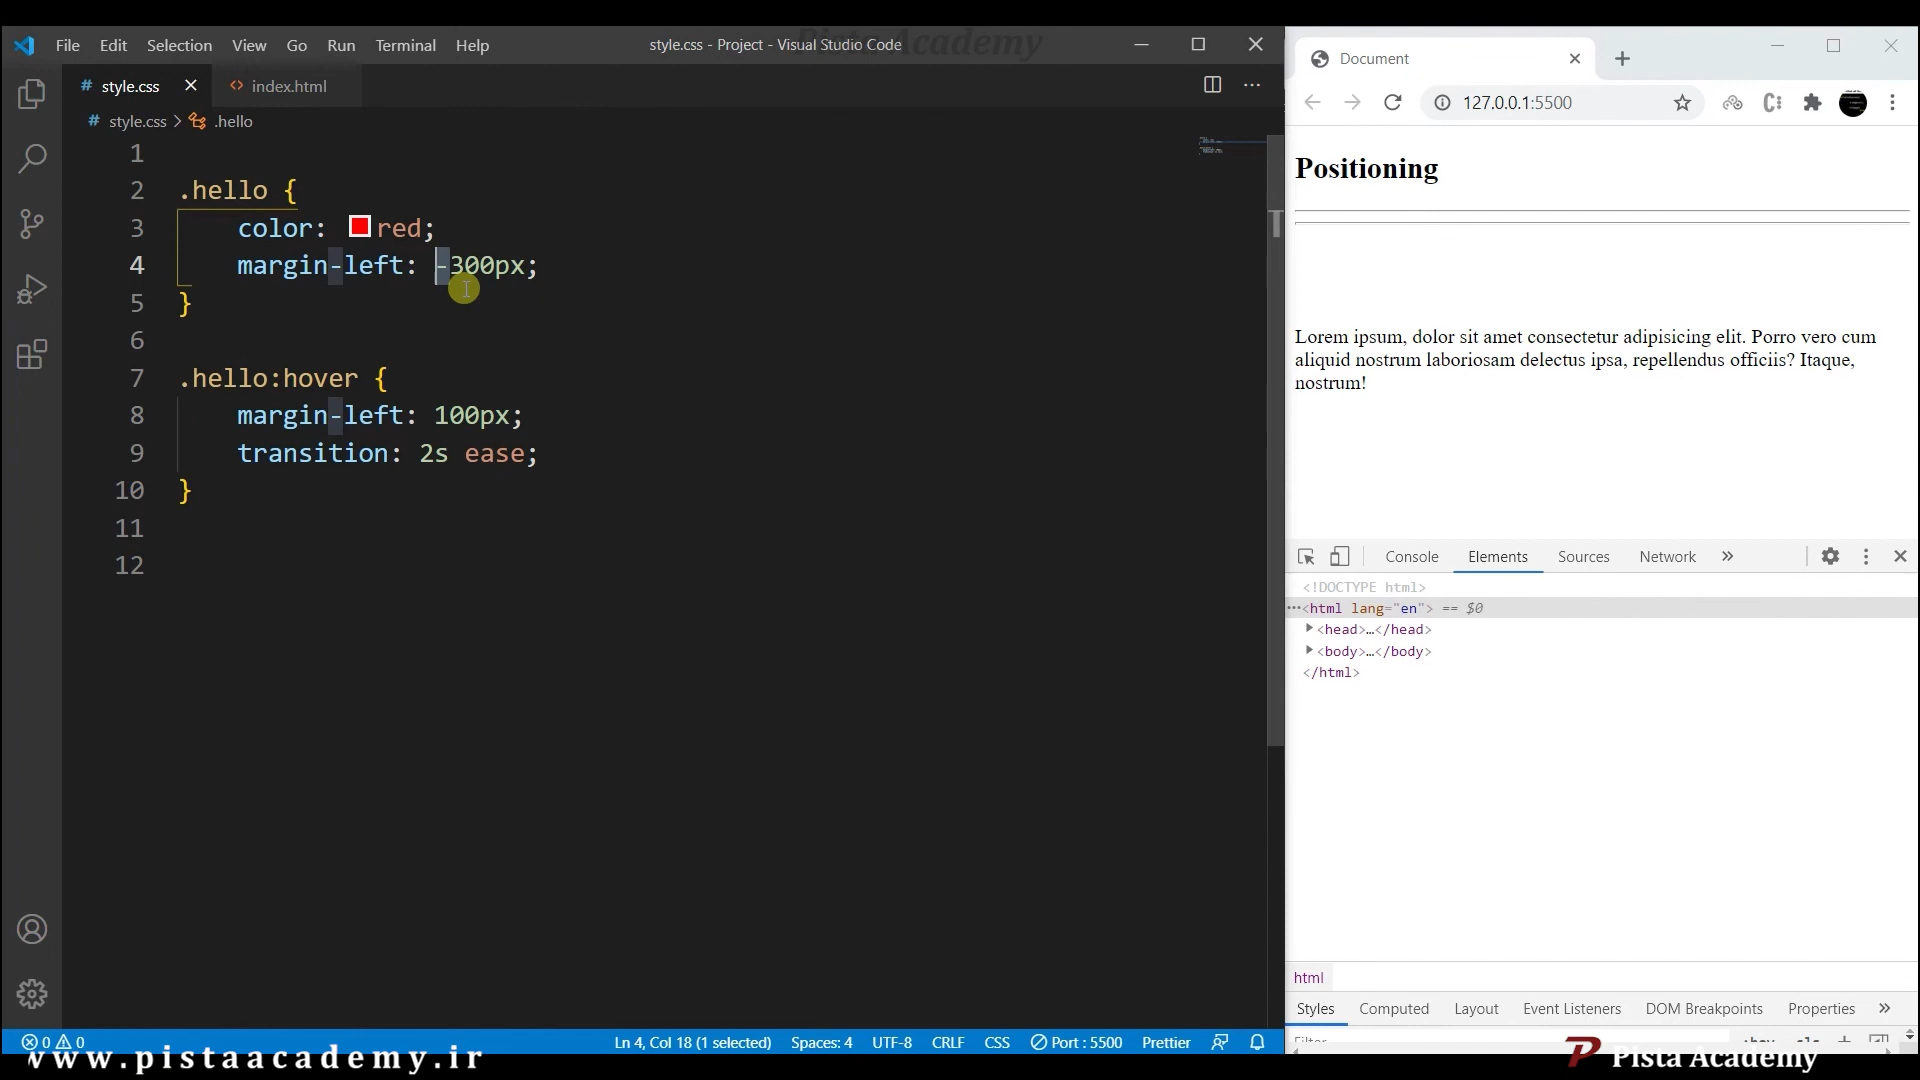 File Edit Selection View Go Run Terminal Help
style.css - Project - Visual Studio Code
Pista Academy
# style.css
<> index.html
# style.css > .hello
1
2 .hello {
3 color: red;
4 margin-left: -300px;
5 }
6
7 .hello:hover {
8 margin-left: 100px;
9 transition: 2s ease;
10 }
11
12
0 0 Ln 4, Col 18 (1 selected) Spaces: 4 UTF-8 CRLF CSS Port : 5500 Prettier
www.pistaacademy.ir
Document
127.0.0.1:5500
Positioning
Lorem ipsum, dolor sit amet consectetur adipisicing elit. Porro vero cum
aliquid nostrum laboriosam delectus ipsa, repellendus officiis? Itaque,
nostrum!
Console Elements Sources Network »
<!DOCTYPE html>
…<html lang="en"> == $0
<head>…</head>
<body>…</body>
</html>
html
Styles Computed Layout Event Listeners DOM Breakpoints Properties »
Pista Academy